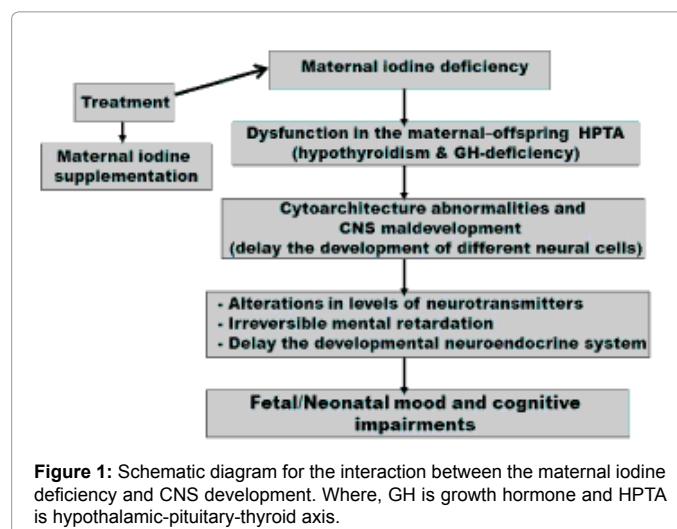 Maternal iodine deficiency
Treatment
Maternal iodine
supplementation
Dysfunction in the maternal–offspring HPTA
(hypothyroidism & GH-deficiency)
Cytoarchitecture abnormalities and
CNS maldevelopment
(delay the development of different neural cells)
- Alterations in levels of neurotransmitters
- Irreversible mental retardation
- Delay the developmental neuroendocrine system
Fetal/Neonatal mood and cognitive
impairments
Figure 1: Schematic diagram for the interaction between the maternal iodine
deficiency and CNS development. Where, GH is growth hormone and HPTA
is hypothalamic-pituitary-thyroid axis.